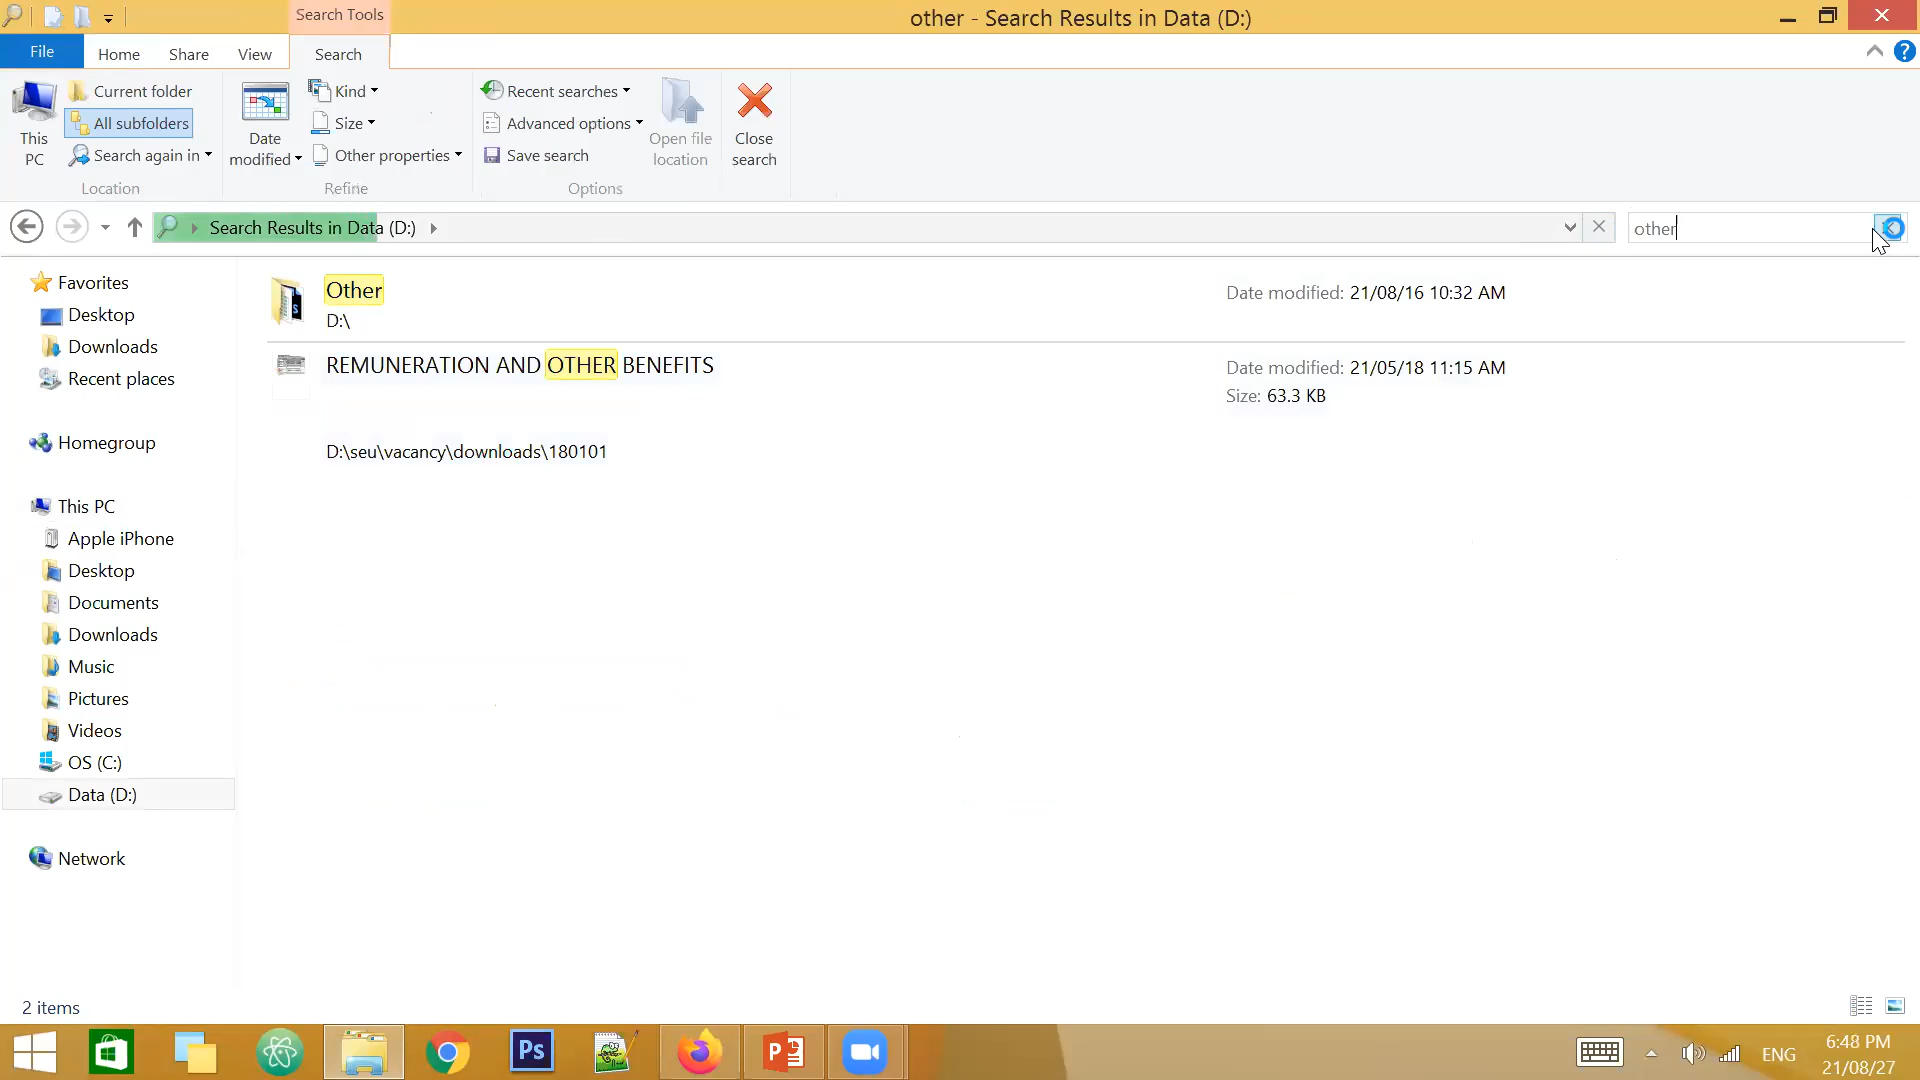 Search Tools
other - Search Results in Data (D:)
File
Home
Share
View
Search
This PC
Current folder
All subfolders
Search again in
Location
Date modified
Kind
Size
Other properties
Refine
Recent searches
Advanced options
Save search
Options
Open file location
Close search
Search Results in Data (D:)
other
Favorites
Desktop
Downloads
Recent places
Homegroup
This PC
Apple iPhone
Desktop
Documents
Downloads
Music
Pictures
Videos
OS (C:)
Data (D:)
Network
Other
D:\
Date modified: 21/08/16 10:32 AM
REMUNERATION AND OTHER BENEFITS
D:\seu\vacancy\downloads\180101
Date modified: 21/05/18 11:15 AM
Size: 63.3 KB
2 items
Ps
P
ENG
6:48 PM
21/08/27